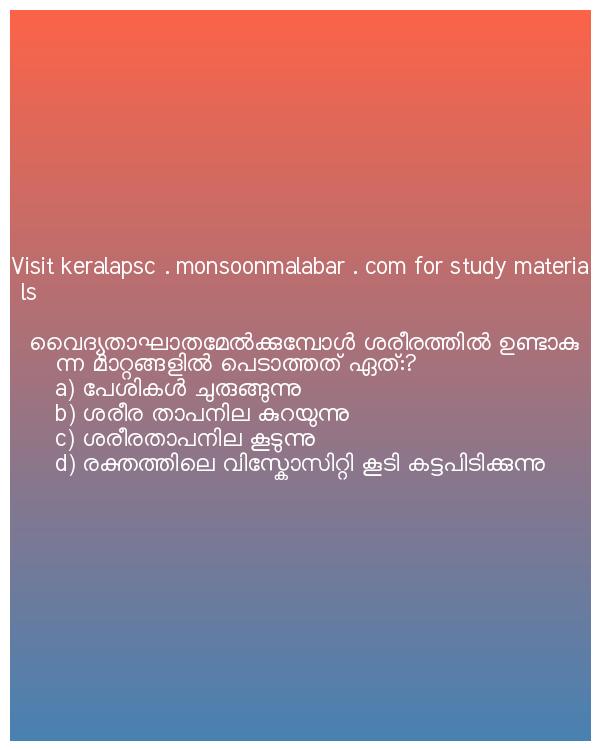 Visit keralapsc . monsoonmalabar . com for study materia
ls
വൈദ്യുതാഘാതമേൽക്കുമ്പോൾ ശരീരത്തിൽ ഉണ്ടാകു
ന്ന മാറ്റങ്ങളിൽ പെടാത്തത് ഏത്:?
a) പേശികൾ ചുരുങ്ങുന്നു
b) ശരീര താപനില കുറയുന്നു
c) ശരീരതാപനില കൂടുന്നു
d) രക്തത്തിലെ വിസ്കോസിറ്റി കൂടി കട്ടപിടിക്കുന്നു